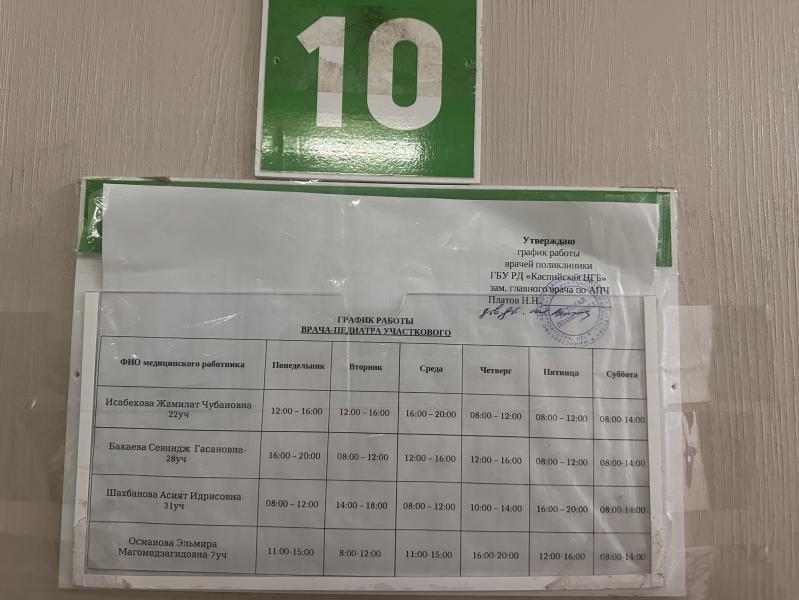 10
Утверждаю
график работы
врачей поликлиники
ГБУ РД «Каспийская ЦГБ»
зам. главного врача по АПЧ
Платов Н.Н.
ГРАФИК РАБОТЫ
ВРАЧА-ПЕДИАТРА УЧАСТКОВОГО
ФИО медицинского работника Понедельник Вторник Среда Четверг Пятница Суббота
Исабекова Жамилат Чубановна-
22уч 12:00 – 16:00 12:00 – 16:00 16:00 – 20:00 08:00 – 12:00 08:00 – 12:00 08:00-14:00
Бакаева Севиндж Гасановна-
28уч 16:00 – 20:00 08:00 – 12:00 12:00 – 16:00 12:00 – 16:00 08:00 – 12:00 08:00-14:00
Шахбанова Асият Идрисовна-
31уч 08:00 – 12:00 14:00 – 18:00 08:00 – 12:00 10:00 – 14:00 16:00 – 20:00 08:00-14:00
Османова Эльмира
Магомедзагидовна-7уч 11:00-15:00 8:00-12:00 11:00-15:00 16:00-20:00 12:00-16:00 08:00-14:00